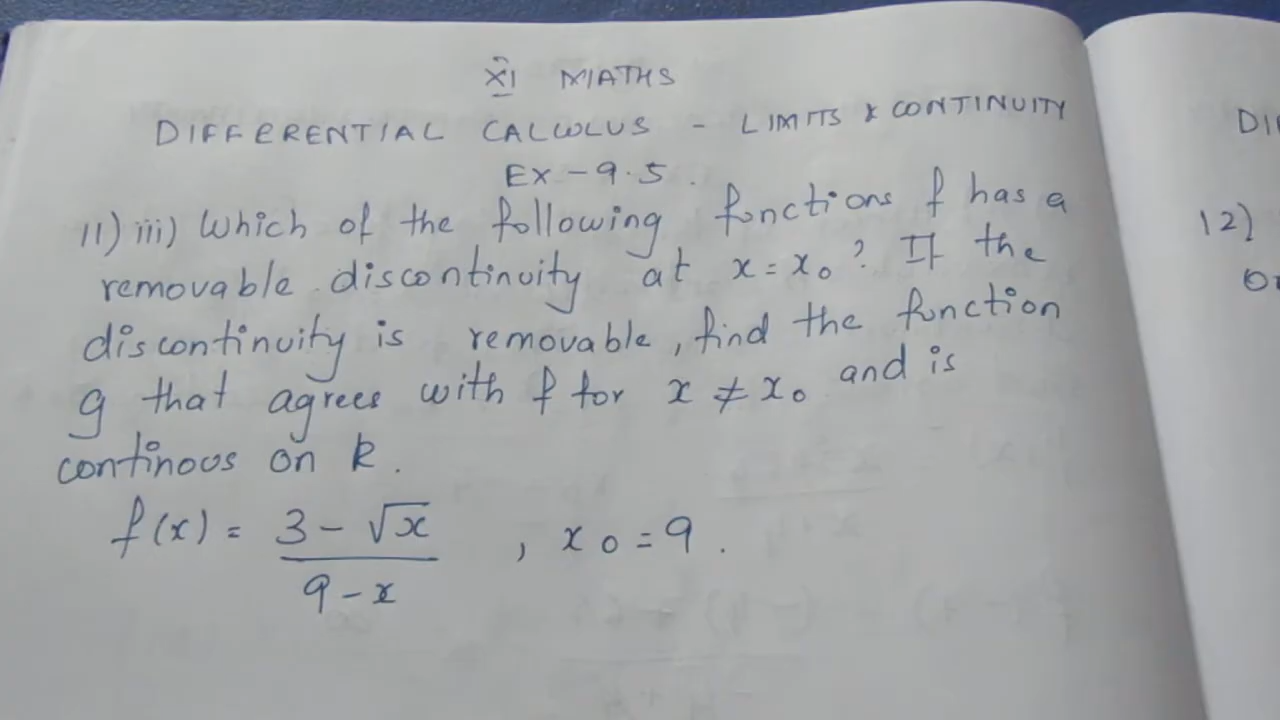 XI MATHS
DIFFERENTIAL CALCULUS - LIMITS & CONTINUITY
EX - 9.5.
11) iii) Which of the following functions f has a
removable discontinuity at x = x₀? If the
discontinuity is removable, find the function
g that agrees with f for x ≠ x₀ and is
continous on R.
f(x) = (3 - √x) / (9 - x), x₀ = 9.
DI
12)